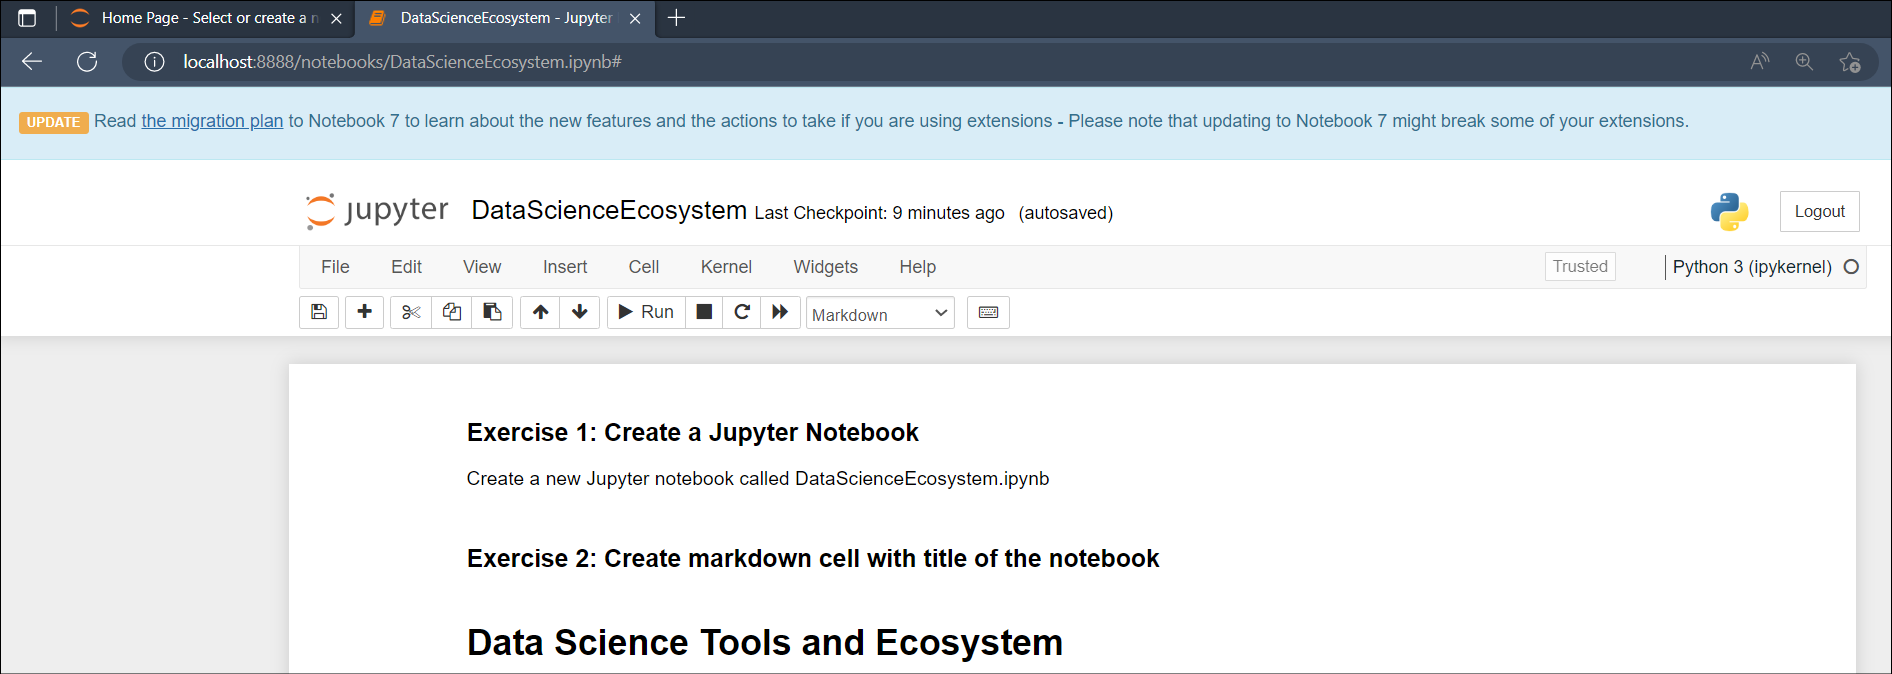 Home Page - Select or create a n
DataScienceEcosystem - Jupyter
localhost:8888/notebooks/DataScienceEcosystem.ipynb#
UPDATE Read the migration plan to Notebook 7 to learn about the new features and the actions to take if you are using extensions - Please note that updating to Notebook 7 might break some of your extensions.
jupyter DataScienceEcosystem Last Checkpoint: 9 minutes ago (autosaved) Logout
File Edit View Insert Cell Kernel Widgets Help Trusted Python 3 (ipykernel)
Run Markdown
Exercise 1: Create a Jupyter Notebook
Create a new Jupyter notebook called DataScienceEcosystem.ipynb
Exercise 2: Create markdown cell with title of the notebook
Data Science Tools and Ecosystem